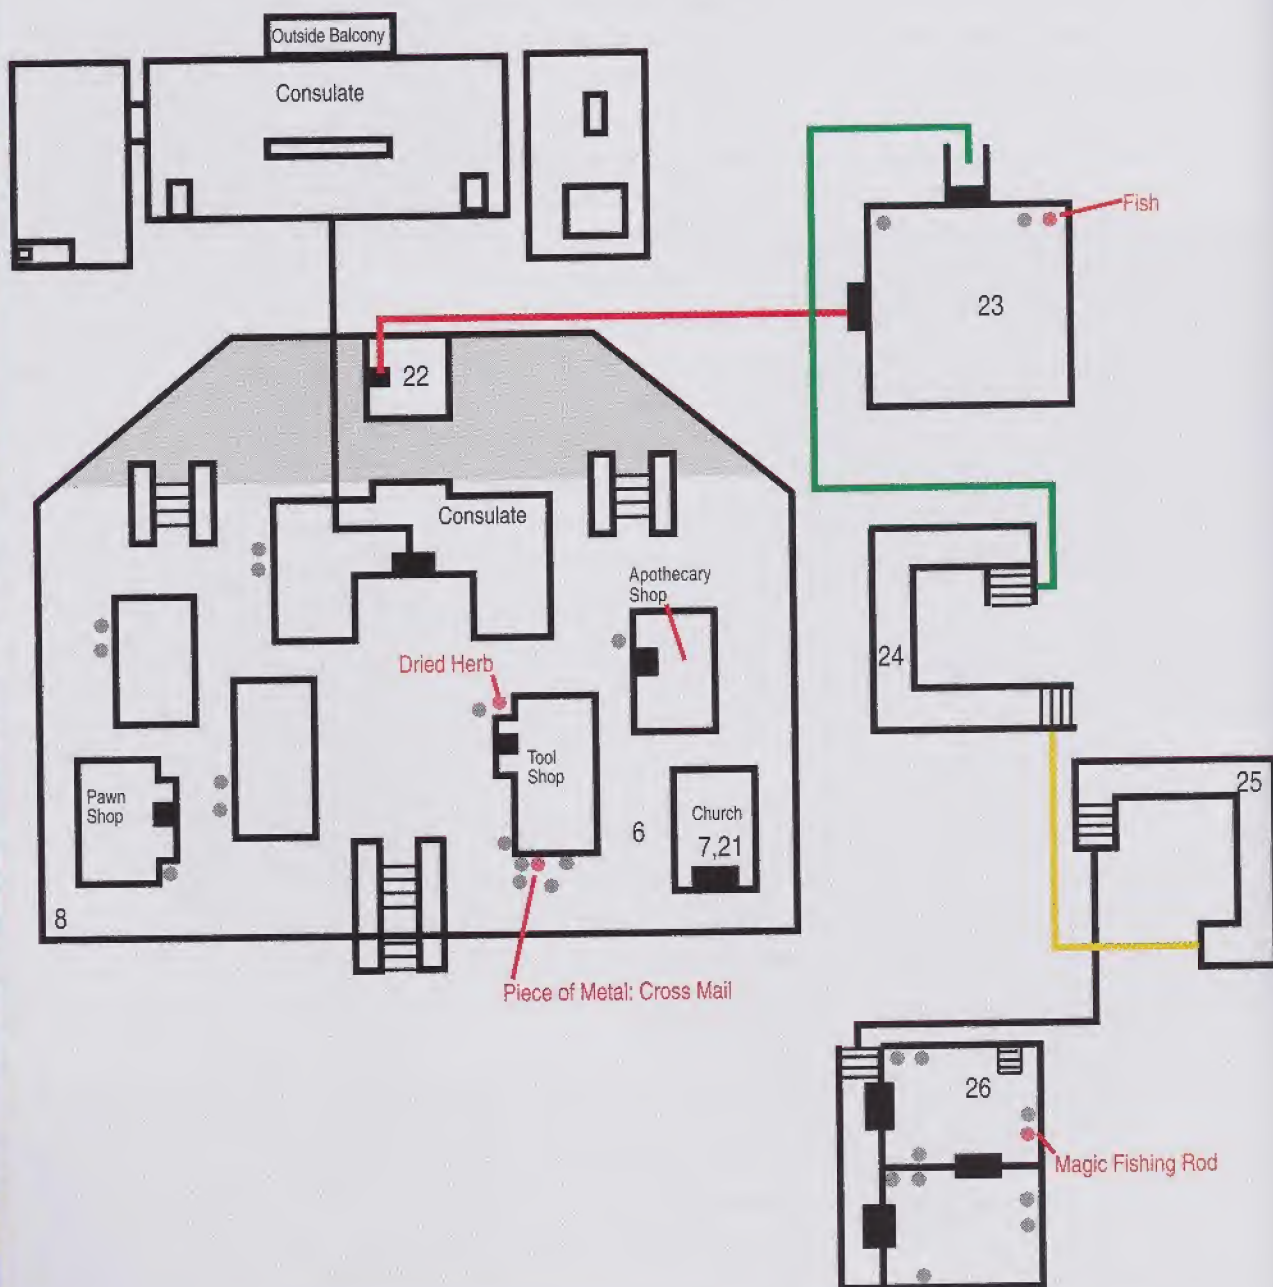 Outside Balcony
Consulate
Fish
23
22
Consulate
Apothecary
Shop
24
Dried Herb
Tool
Shop
25
Pawn
Shop
6
Church
7,21
8
Piece of Metal: Cross Mail
26
Magic Fishing Rod